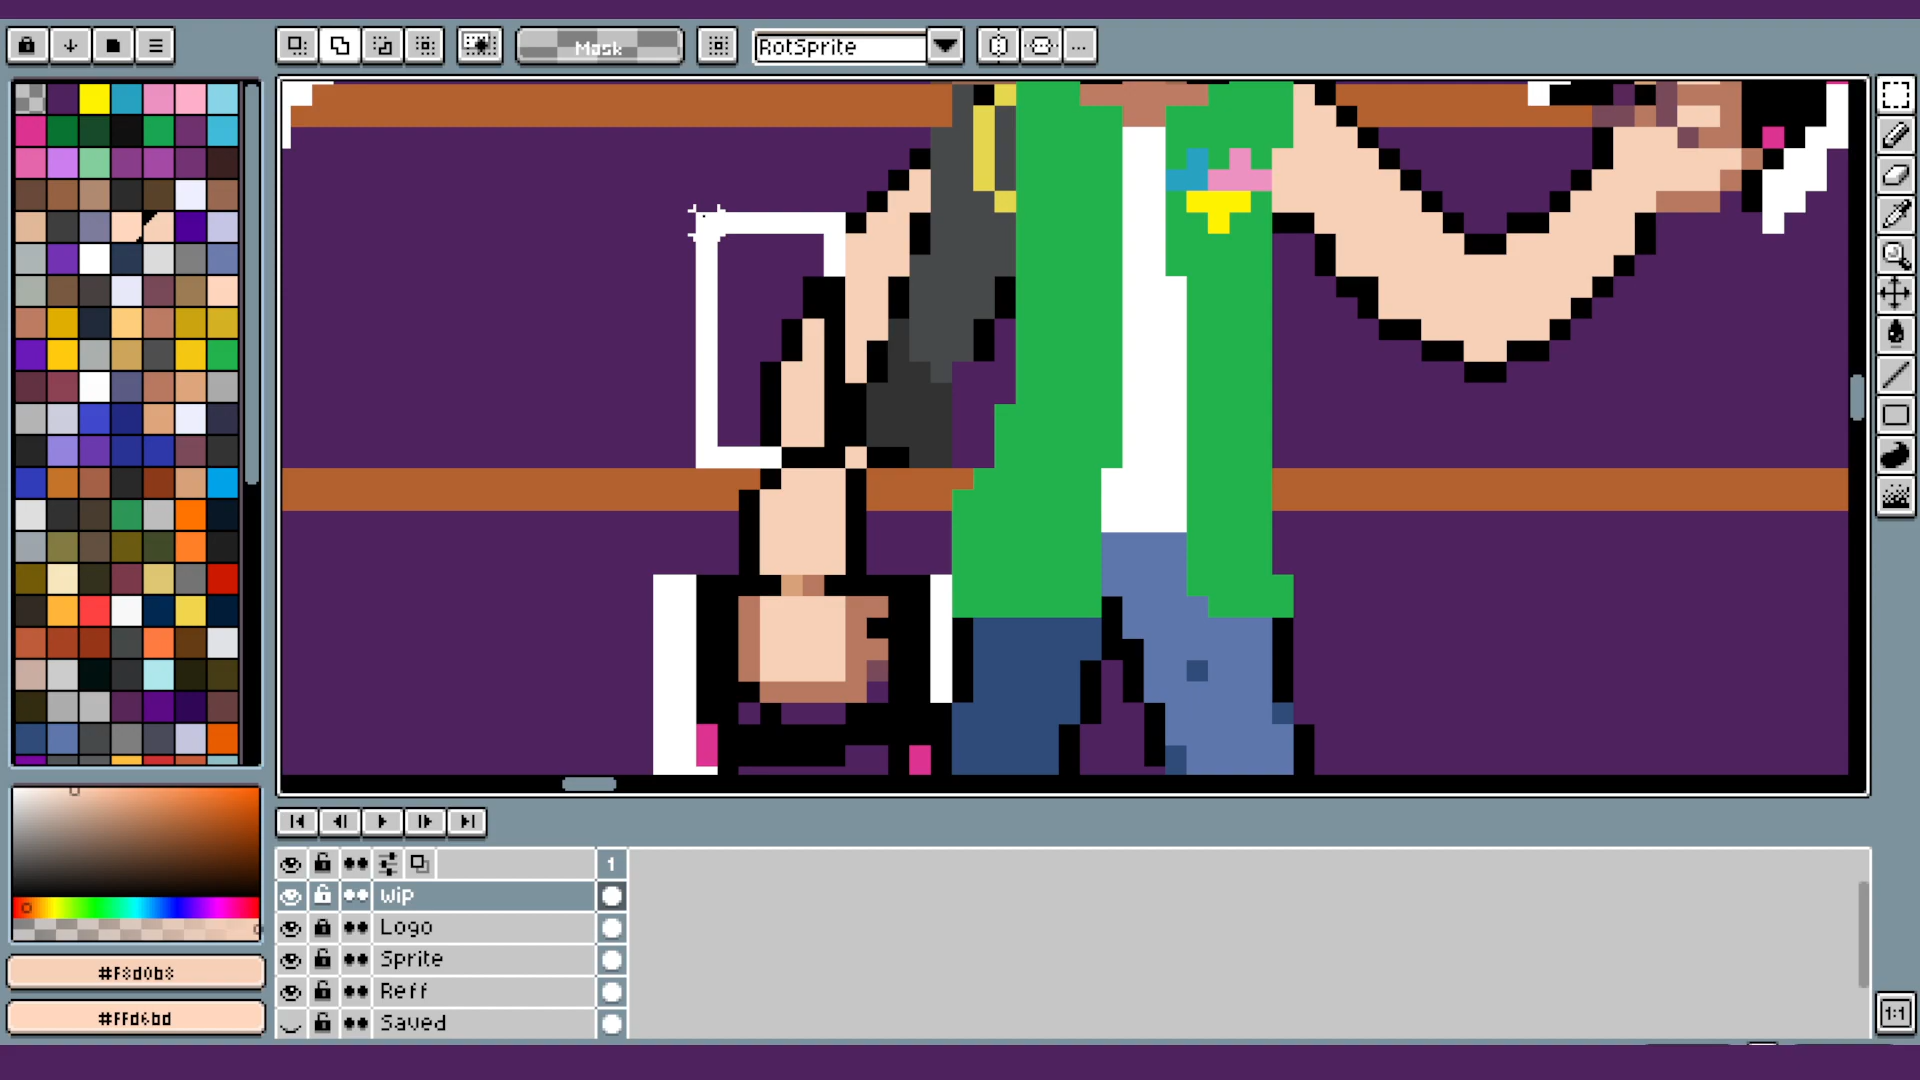 Mask
RotSprite
...
1
wip
Logo
Sprite
Reff
Saved
#f8d0b8
#ffd6bd
1:1